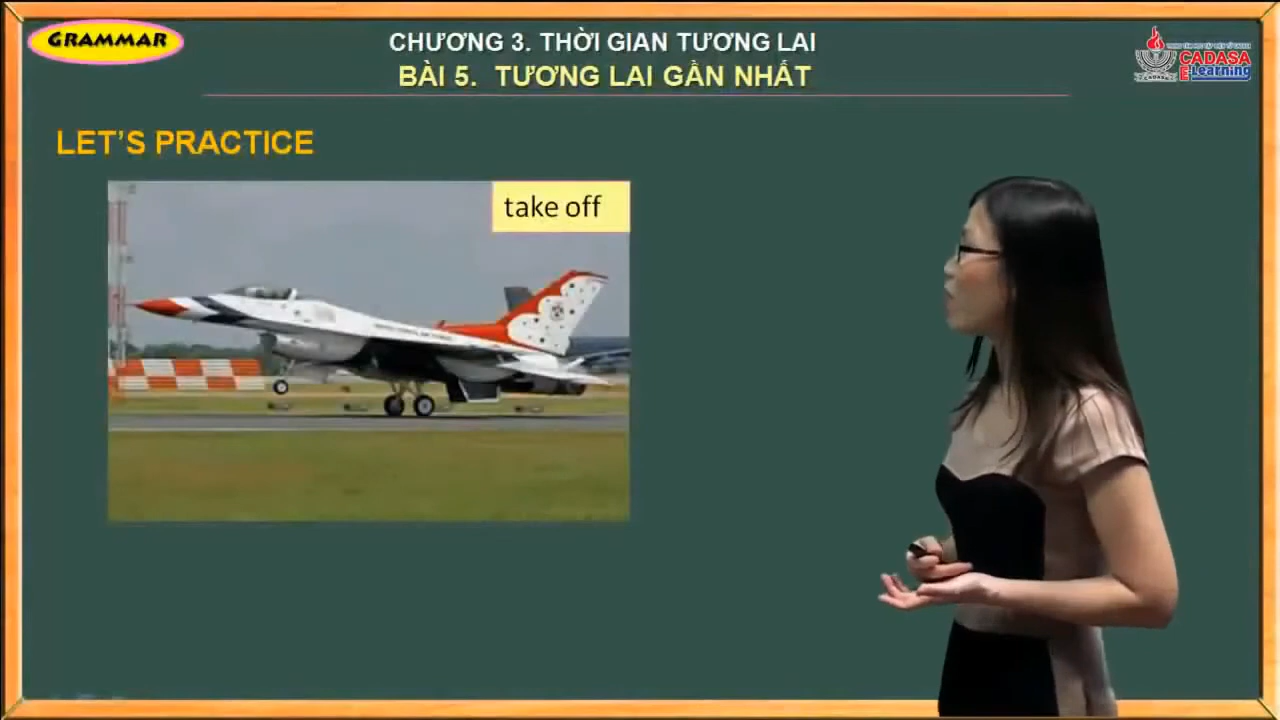 GRAMMAR
CHƯƠNG 3. THỜI GIAN TƯƠNG LAI
BÀI 5. TƯƠNG LAI GẦN NHẤT
CADASA
E-Learning
LET'S PRACTICE
take off